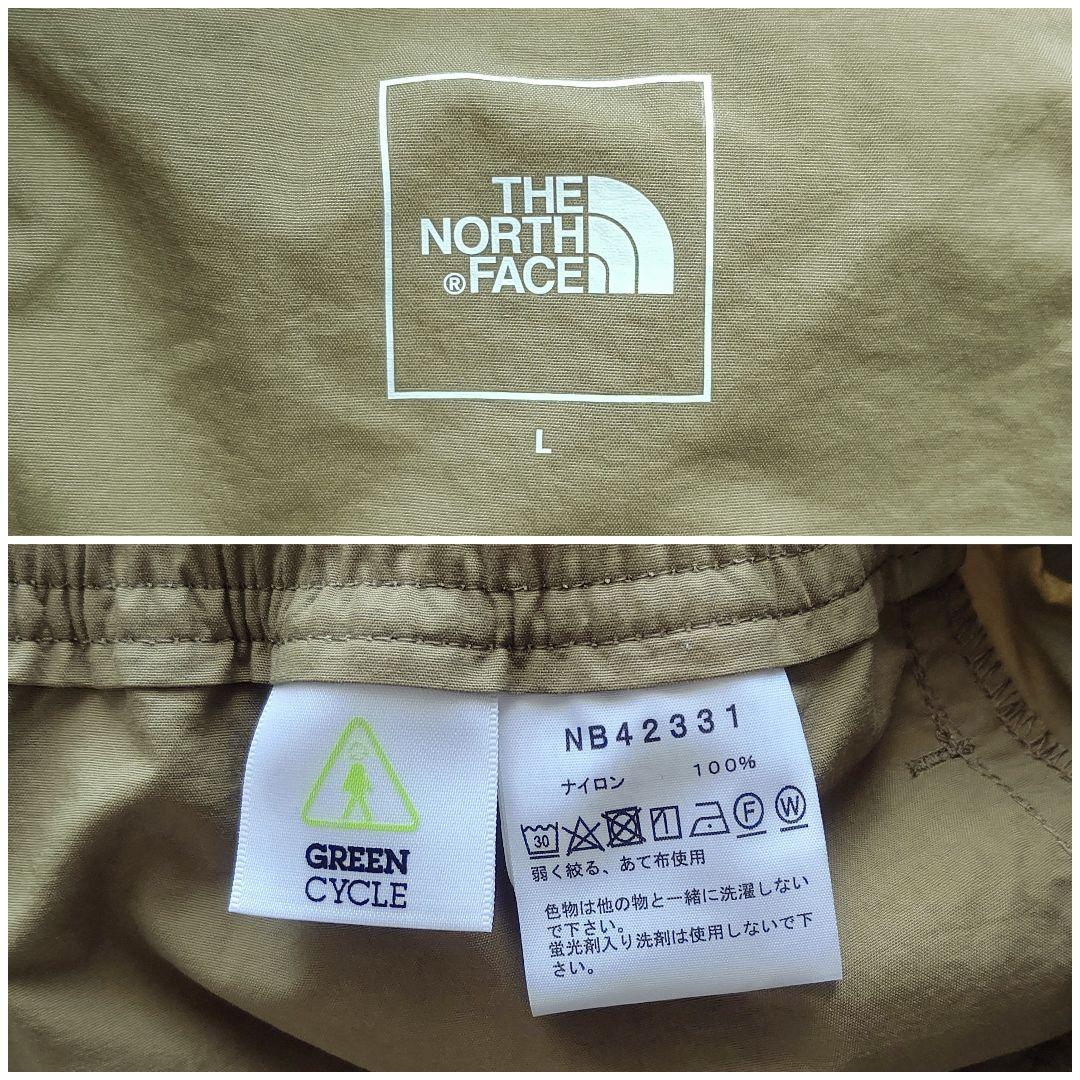 THE
NORTH
® FACE
L
GREEN
CYCLE
NB42331
ナイロン 100%
30
F
W
弱く絞る、あて布使用
色物は他の物と一緒に洗濯しない
で下さい。
蛍光剤入り洗剤は使用しないで下
さい。